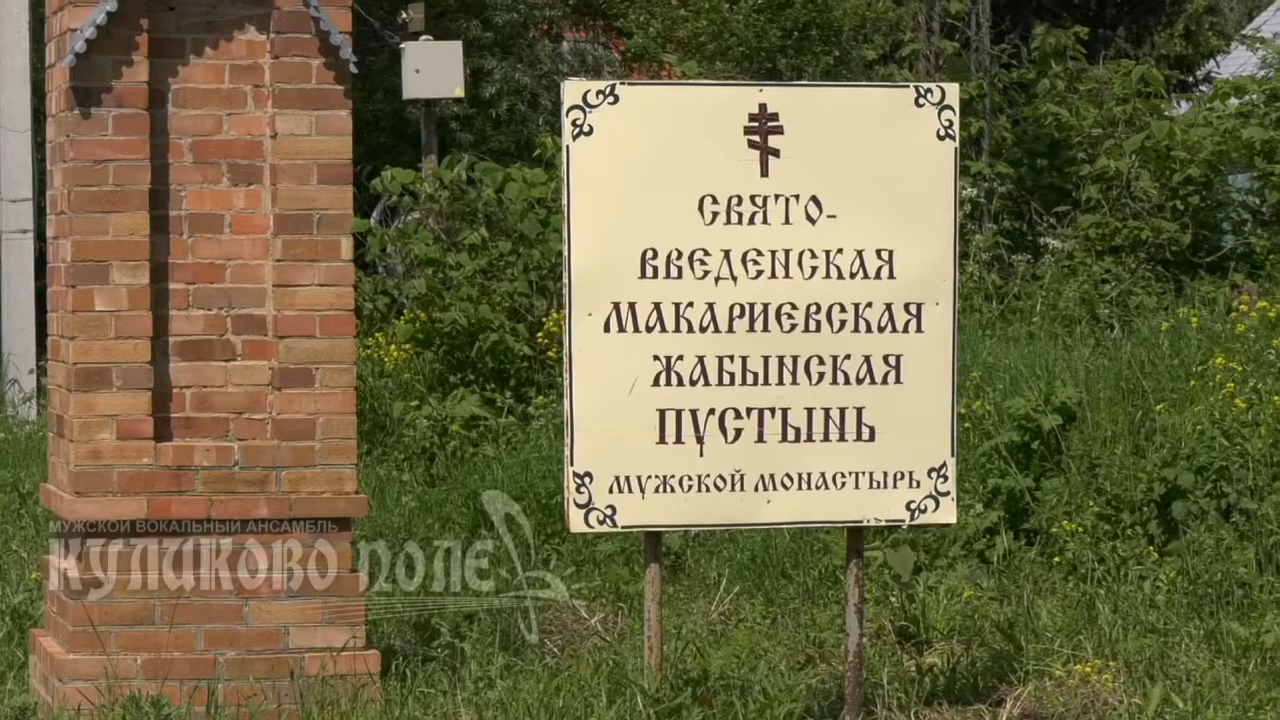 СВЯТО-
ВВЕДЕНСКАЯ
МАКАРИЕВСКАЯ
ЖАБЫНСКАЯ
ПУСТЫНЬ
МУЖСКОЙ МОНАСТЫРЬ
МУЖСКОЙ ВОКАЛЬНЫЙ АНСАМБЛЬ
КУЛИКОВО ПОЛЕ